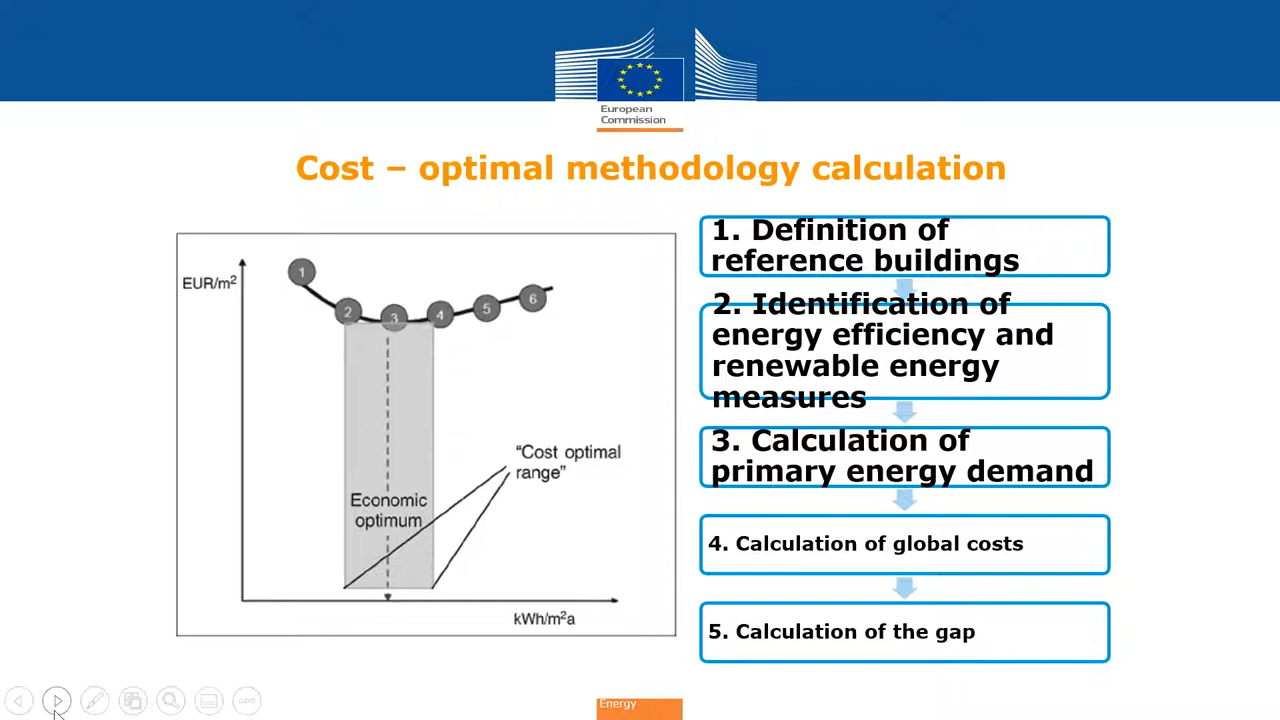 European
Commission
Cost – optimal methodology calculation
EUR/m²
1
2
3
4
5
6
"Cost optimal
range"
Economic
optimum
kWh/m²a
1. Definition of
reference buildings
2. Identification of
energy efficiency and
renewable energy
measures
3. Calculation of
primary energy demand
4. Calculation of global costs
5. Calculation of the gap
Energy